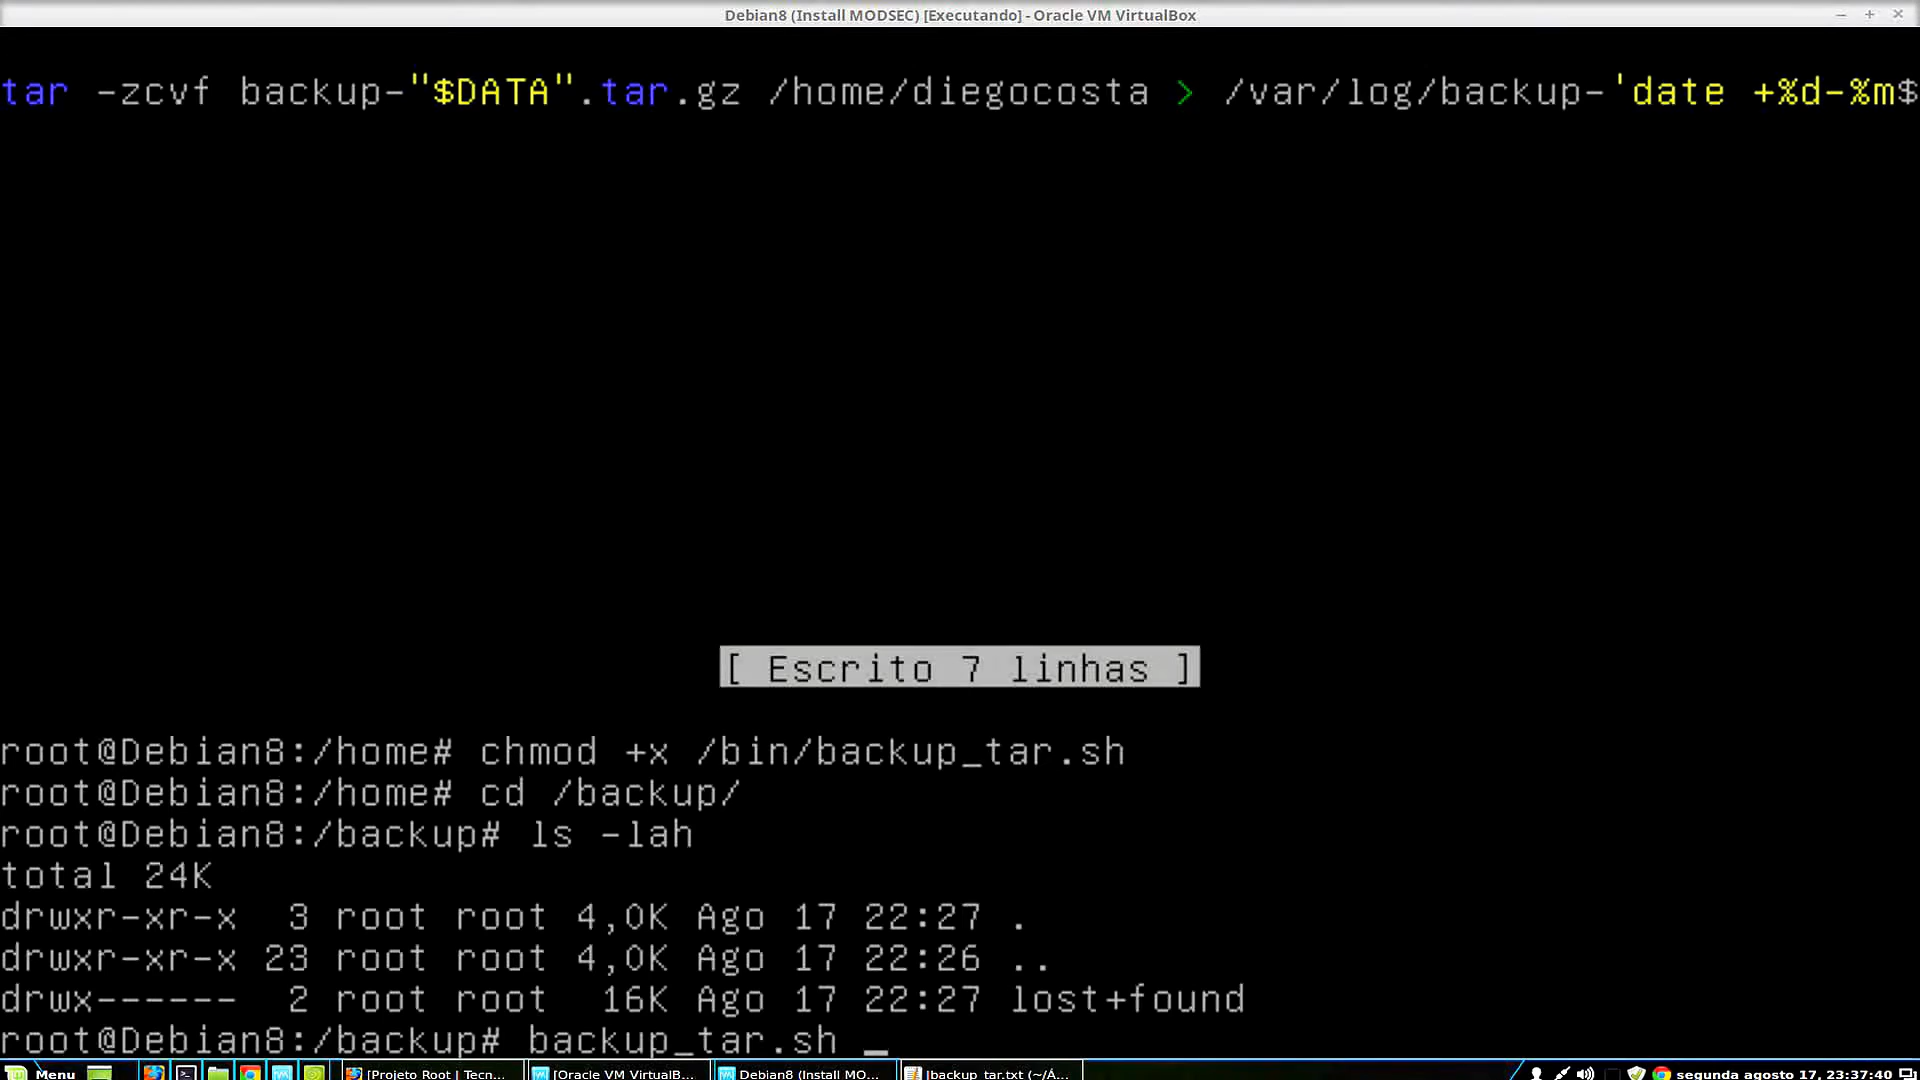 Debian8 (Install MODSEC) [Executando] - Oracle VM VirtualBox
tar -zcvf backup-"$DATA".tar.gz /home/diegocosta > /var/log/backup-'date +%d-%m$
[ Escrito 7 linhas ]
root@Debian8:/home# chmod +x /bin/backup_tar.sh
root@Debian8:/home# cd /backup/
root@Debian8:/backup# ls -lah
total 24K
drwxr-xr-x  3 root root 4,0K Ago 17 22:27 .
drwxr-xr-x 23 root root 4,0K Ago 17 22:26 ..
drwx------  2 root root  16K Ago 17 22:27 lost+found
root@Debian8:/backup# backup_tar.sh _
Menu [Projeto Root | Tecn... [Oracle VM VirtualB... Debian8 (Install MO... [backup_tar.txt (~/Á... segunda agosto 17, 23:37:40